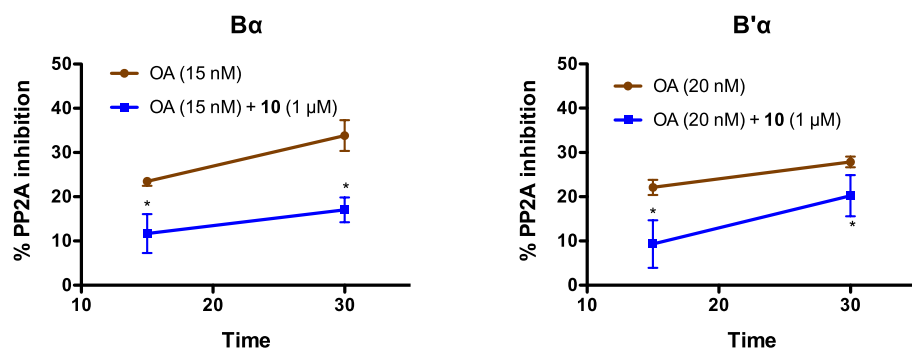 Bα
% PP2A inhibition
50
40
30
20
10
0
OA (15 nM)
OA (15 nM) + 10 (1 µM)
*
*
10
20
30
Time
B'α
% PP2A inhibition
50
40
30
20
10
0
OA (20 nM)
OA (20 nM) + 10 (1 µM)
*
*
10
20
30
Time